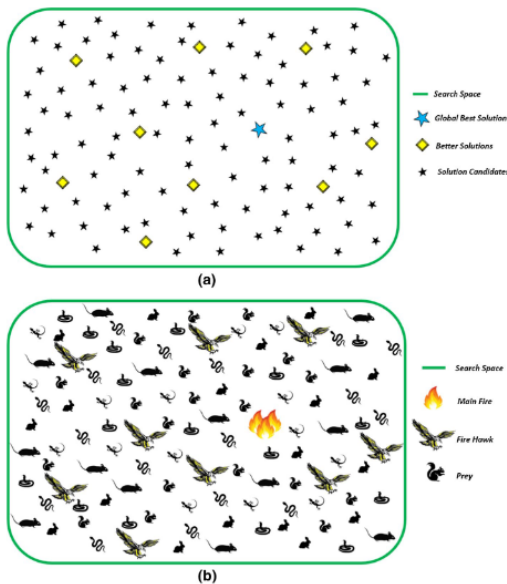 Search Space
Global Best Solution
Better Solutions
Solution Candidates
(a)
Search Space
Main Fire
Fire Hawk
Prey
(b)